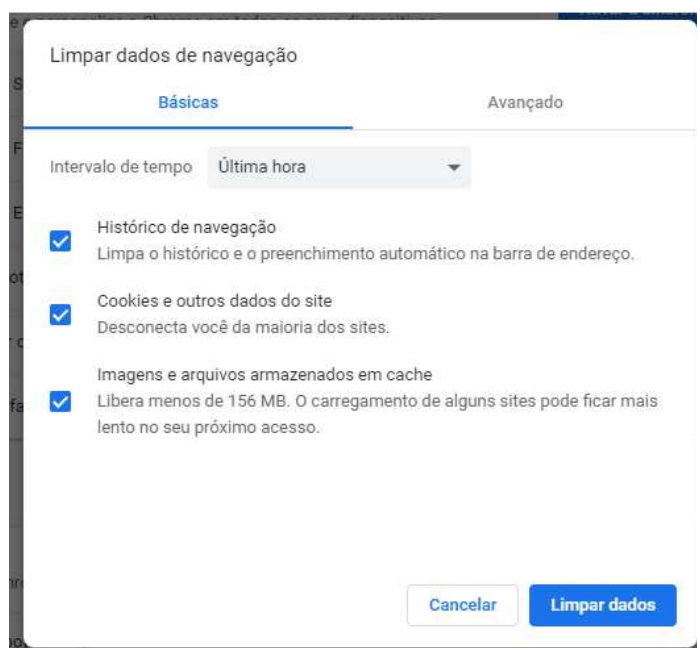 Limpar dados de navegação
Básicas
Avançado
Intervalo de tempo
Última hora
Histórico de navegação
Limpa o histórico e o preenchimento automático na barra de endereço.
Cookies e outros dados do site
Desconecta você da maioria dos sites.
Imagens e arquivos armazenados em cache
Libera menos de 156 MB. O carregamento de alguns sites pode ficar mais
lento no seu próximo acesso.
Cancelar
Limpar dados